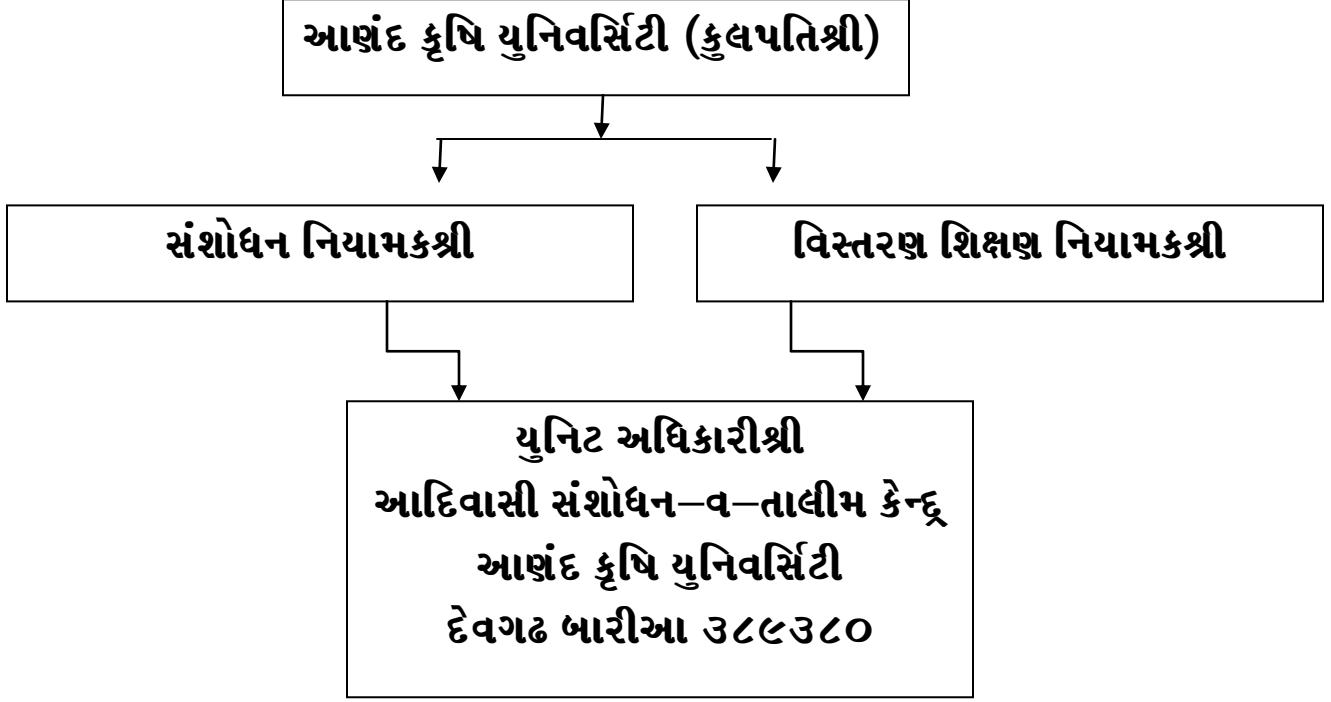 આણંદ કૃષિ યુનિવર્સિટી (કુલપતિશ્રી)
સંશોધન નિયામકશ્રી
વિસ્તરણ શિક્ષણ નિયામકશ્રી
યુનિટ અધિકારીશ્રી
આદિવાસી સંશોધન–વ–તાલીમ કેન્દ્ર
આણંદ કૃષિ યુનિવર્સિટી
દેવગઢ બારીઆ ૩૮૯૩૮૦